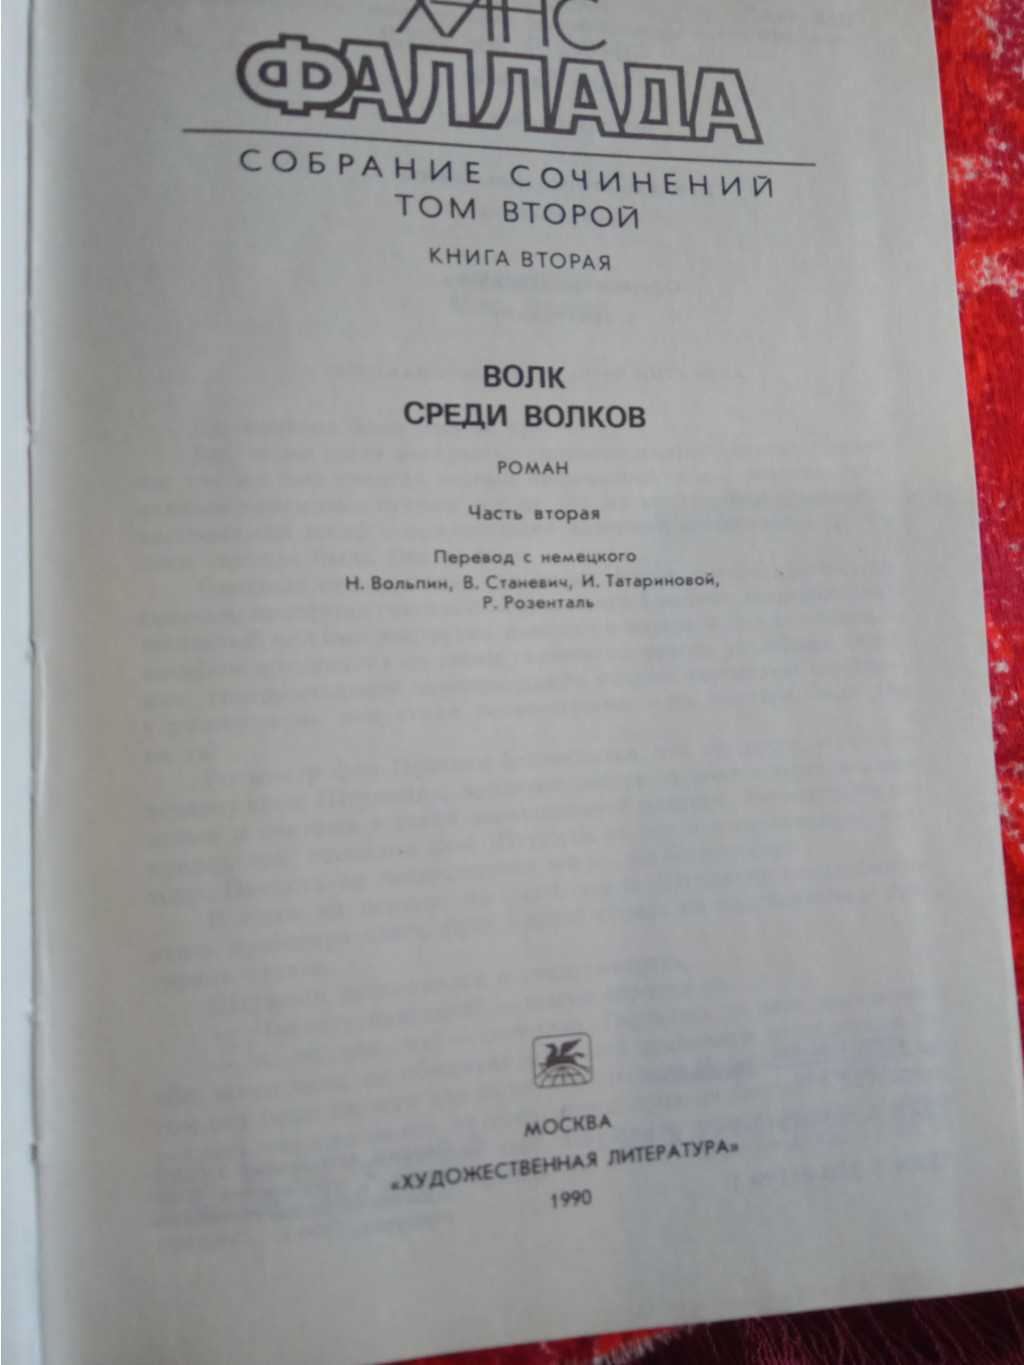 ХАНС
ФАЛЛАДА
СОБРАНИЕ СОЧИНЕНИЙ
ТОМ ВТОРОЙ
КНИГА ВТОРАЯ
ВОЛК
СРЕДИ ВОЛКОВ
РОМАН
Часть вторая
Перевод с немецкого
Н. Вольпин, В. Станевич, И. Татариновой,
Р. Розенталь
МОСКВА
«ХУДОЖЕСТВЕННАЯ ЛИТЕРАТУРА»
1990